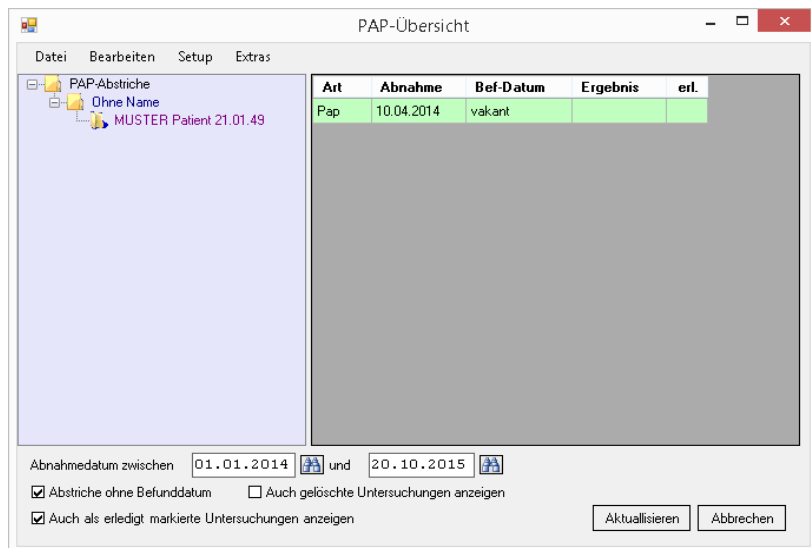 PAP-Übersicht
Datei Bearbeiten Setup Extras
PAP-Abstriche
Ohne Name
MUSTER Patient 21.01.49
Art Abnahme Bef-Datum Ergebnis erl.
Pap 10.04.2014 vakant
Abnahmedatum zwischen 01.01.2014 und 20.10.2015
Abstriche ohne Befunddatum Auch gelöschte Untersuchungen anzeigen
Auch als erledigt markierte Untersuchungen anzeigen Aktuallisieren Abbrechen